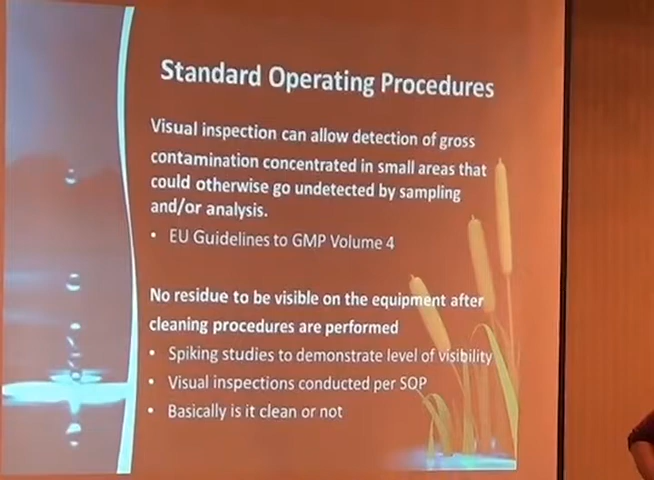 Standard Operating Procedures
Visual inspection can allow detection of gross
contamination concentrated in small areas that
could otherwise go undetected by sampling
and/or analysis.
• EU Guidelines to GMP Volume 4
No residue to be visible on the equipment after
cleaning procedures are performed
• Spiking studies to demonstrate level of visibility
• Visual inspections conducted per SOP
• Basically is it clean or not